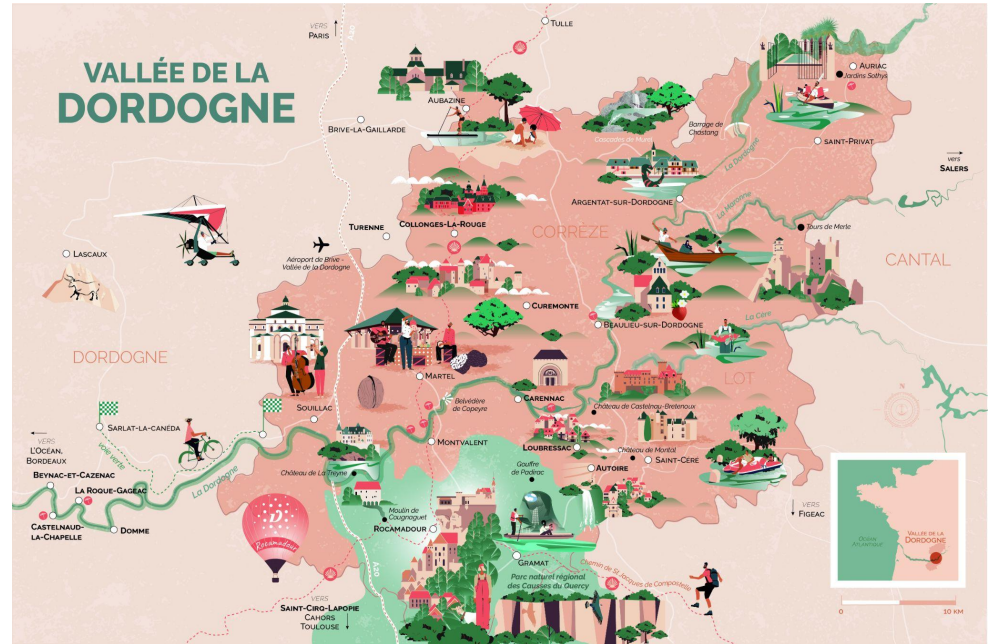 VALLÉE DE LA
DORDOGNE
VERS
PARIS
A20
TULLE
AURIAC
Jardins Sothys
AUBAZINE
BRIVE-LA-GAILLARDE
Cascades de Murel
Barrage de
Chastang
SAINT-PRIVAT
La Dordogne
vers
SALERS
ARGENTAT-SUR-DORDOGNE
La Maronne
COLLONGES-LA-ROUGE
TURENNE
CORRÈZE
Tours de Merle
LASCAUX
Aéroport de Brive -
Vallée de la Dordogne
CANTAL
CUREMONTE
La Cère
BEAULIEU-SUR-DORDOGNE
DORDOGNE
MARTEL
LOT
SOUILLAC
Belvédère
de Copeyre
CARENNAC
Château de Castelnau-Bretenoux
SARLAT-LA-CANÉDA
Voie verte
VERS
L'OCÉAN,
BORDEAUX
La Dordogne
MONTVALENT
LOUBRESSAC
Château de Montal
SAINT-CÉRÉ
Château de La Treyne
Gouffre
de Padirac
AUTOIRE
BEYNAC-ET-CAZENAC
LA ROQUE-GAGEAC
CASTELNAUD-
LA-CHAPELLE
DOMME
Moulin de
Cougnaguet
ROCAMADOUR
D
Rocamadour
VERS
FIGEAC
N
OCÉAN
ATLANTIQUE
VALLÉE DE LA
DORDOGNE
GRAMAT
Chemin de St Jacques de Compostelle
A20
Parc naturel régional
des Causses du Quercy
VERS
SAINT-CIRQ-LAPOPIE
CAHORS
TOULOUSE
0
10 KM